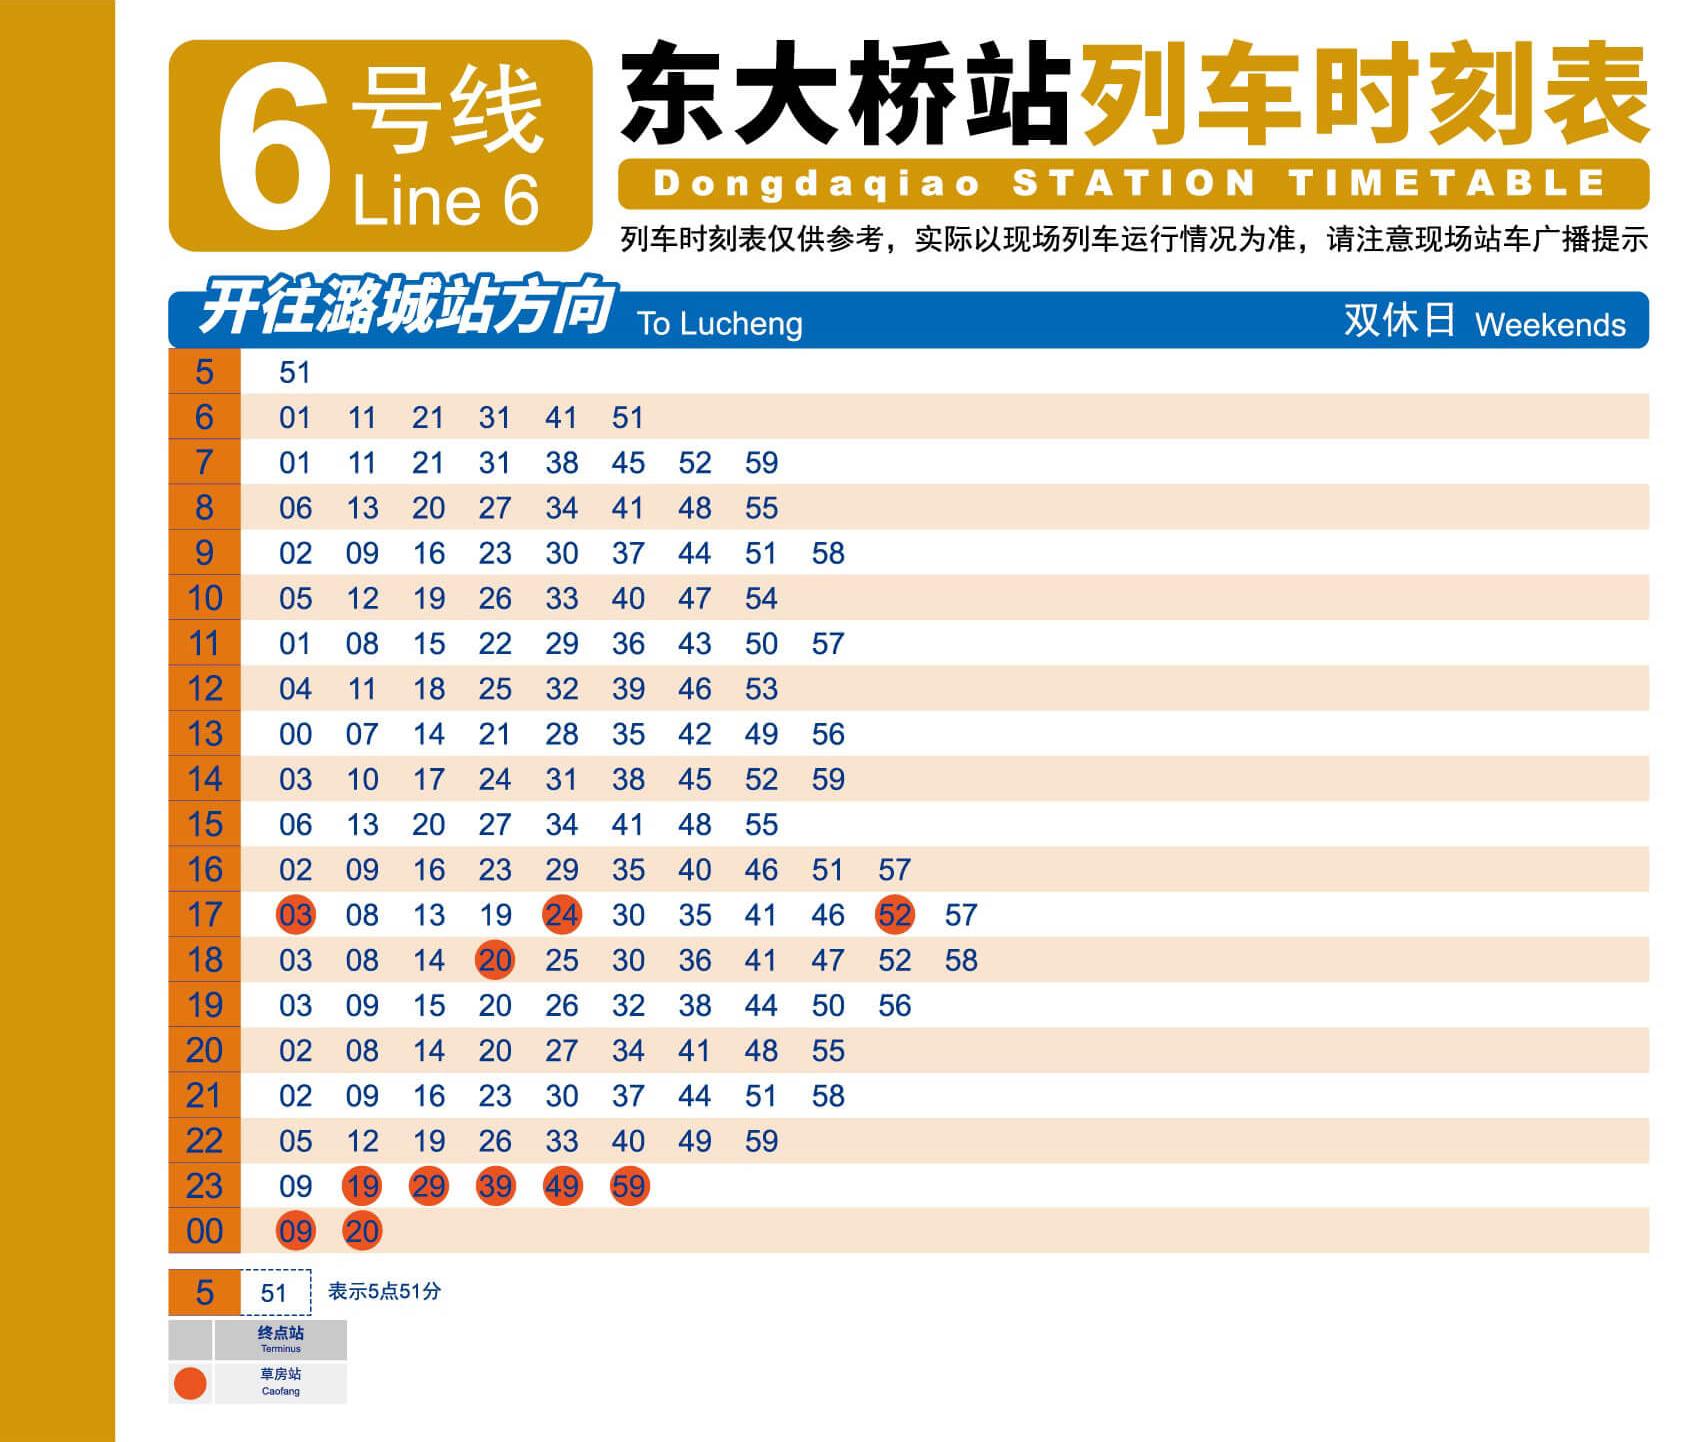 6号线
Line 6
东大桥站列车时刻表
Dongdaqiao STATION TIMETABLE
列车时刻表仅供参考，实际以现场列车运行情况为准，请注意现场站车广播提示
开往潞城站方向 To Lucheng 双休日 Weekends
5 51
6 01 11 21 31 41 51
7 01 11 21 31 38 45 52 59
8 06 13 20 27 34 41 48 55
9 02 09 16 23 30 37 44 51 58
10 05 12 19 26 33 40 47 54
11 01 08 15 22 29 36 43 50 57
12 04 11 18 25 32 39 46 53
13 00 07 14 21 28 35 42 49 56
14 03 10 17 24 31 38 45 52 59
15 06 13 20 27 34 41 48 55
16 02 09 16 23 29 35 40 46 51 57
17 03 08 13 19 24 30 35 41 46 52 57
18 03 08 14 20 25 30 36 41 47 52 58
19 03 09 15 20 26 32 38 44 50 56
20 02 08 14 20 27 34 41 48 55
21 02 09 16 23 30 37 44 51 58
22 05 12 19 26 33 40 49 59
23 09 19 29 39 49 59
00 09 20
5 51 表示5点51分
终点站
Terminus
草房站
Caofang